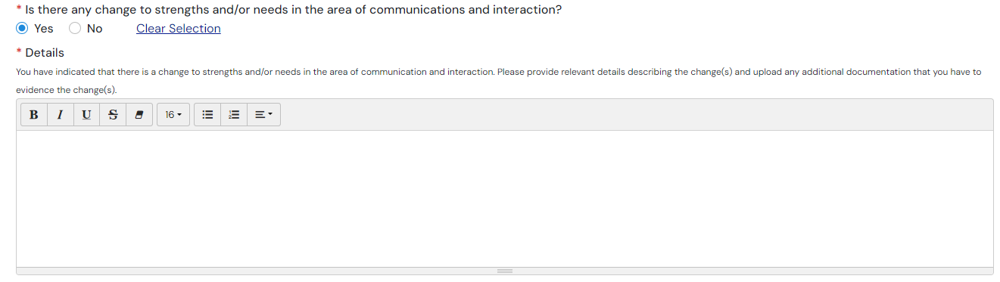 * Is there any change to strengths and/or needs in the area of communications and interaction?
Yes No Clear Selection
* Details
You have indicated that there is a change to strengths and/or needs in the area of communication and interaction. Please provide relevant details describing the change(s) and upload any additional documentation that you have to
evidence the change(s).
B I U S 16